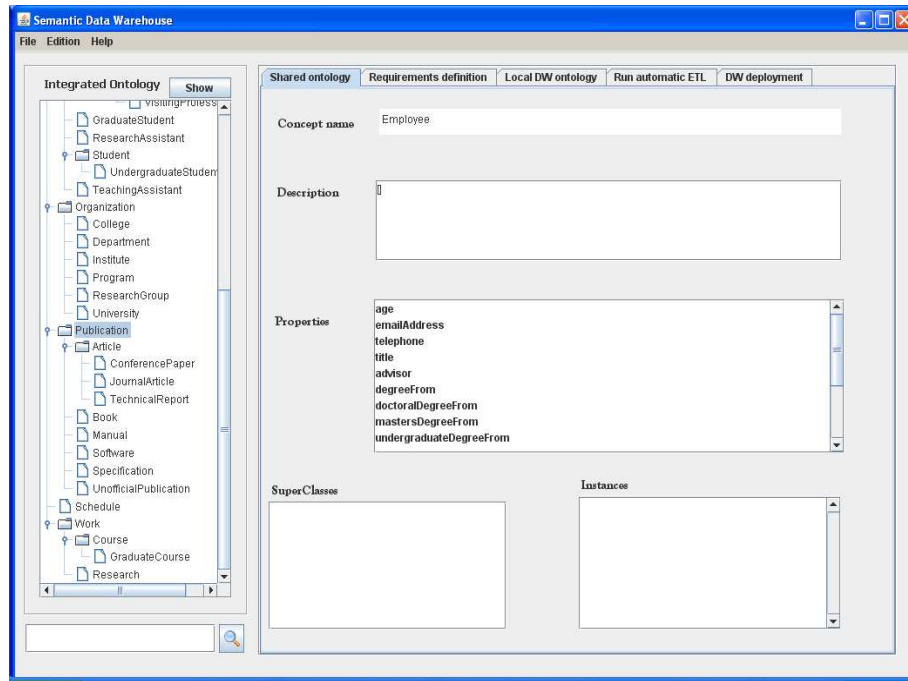 Semantic Data Warehouse
File Edition Help
Integrated Ontology Show
GraduateStudent
ResearchAssistant
Student
UndergraduateStuden
TeachingAssistant
Organization
College
Department
Institute
Program
ResearchGroup
University
Publication
Article
ConferencePaper
JournalArticle
TechnicalReport
Book
Manual
Software
Specification
UnofficialPublication
Schedule
Work
Course
GraduateCourse
Research
Shared ontology Requirements definition Local DW ontology Run automatic ETL DW deployment
Concept name Employee
Description []
Properties
age
emailAddress
telephone
title
advisor
degreeFrom
doctoralDegreeFrom
mastersDegreeFrom
undergraduateDegreeFrom
SuperClasses
Instances